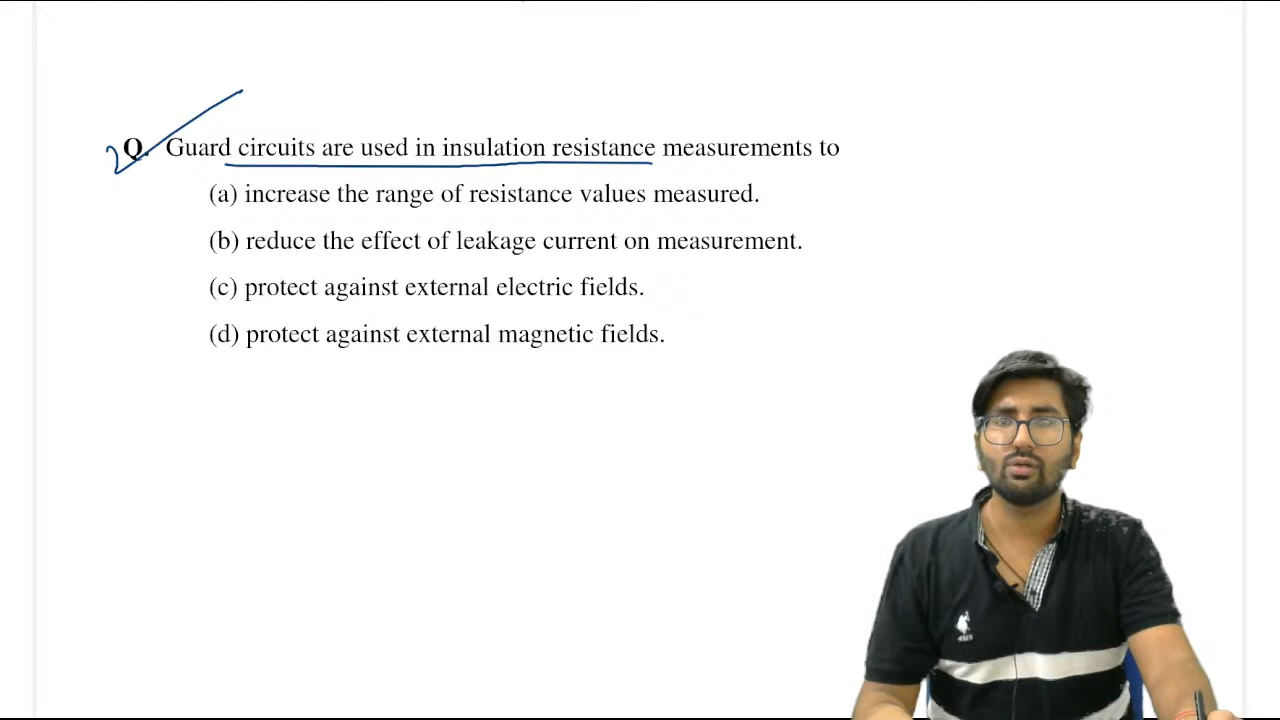 Q. Guard circuits are used in insulation resistance measurements to
(a) increase the range of resistance values measured.
(b) reduce the effect of leakage current on measurement.
(c) protect against external electric fields.
(d) protect against external magnetic fields.